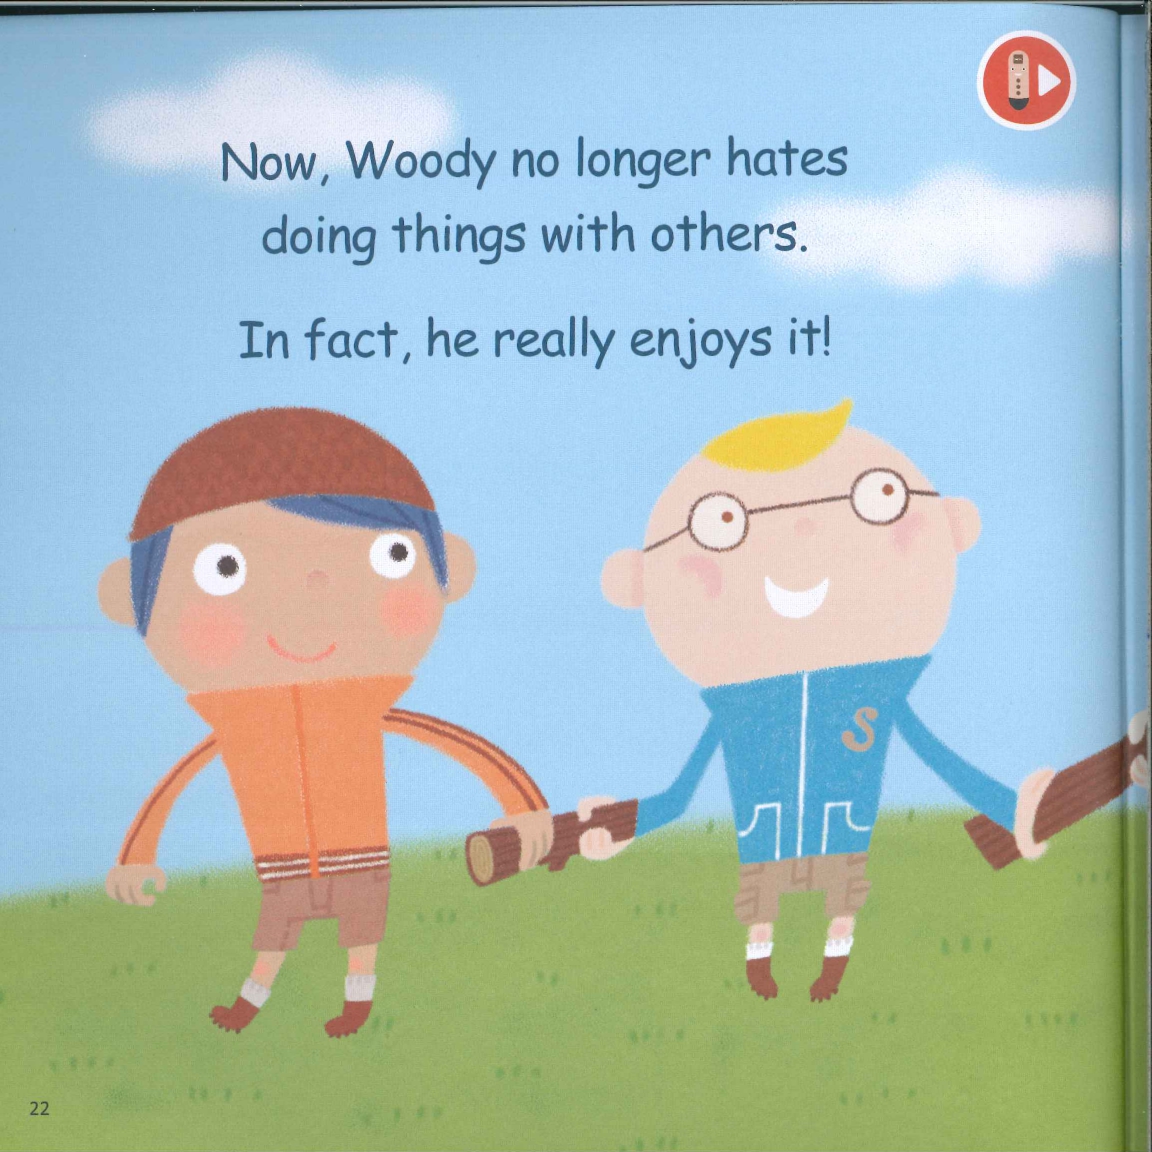 Now, Woody no longer hates
doing things with others.
In fact, he really enjoys it!
S
22